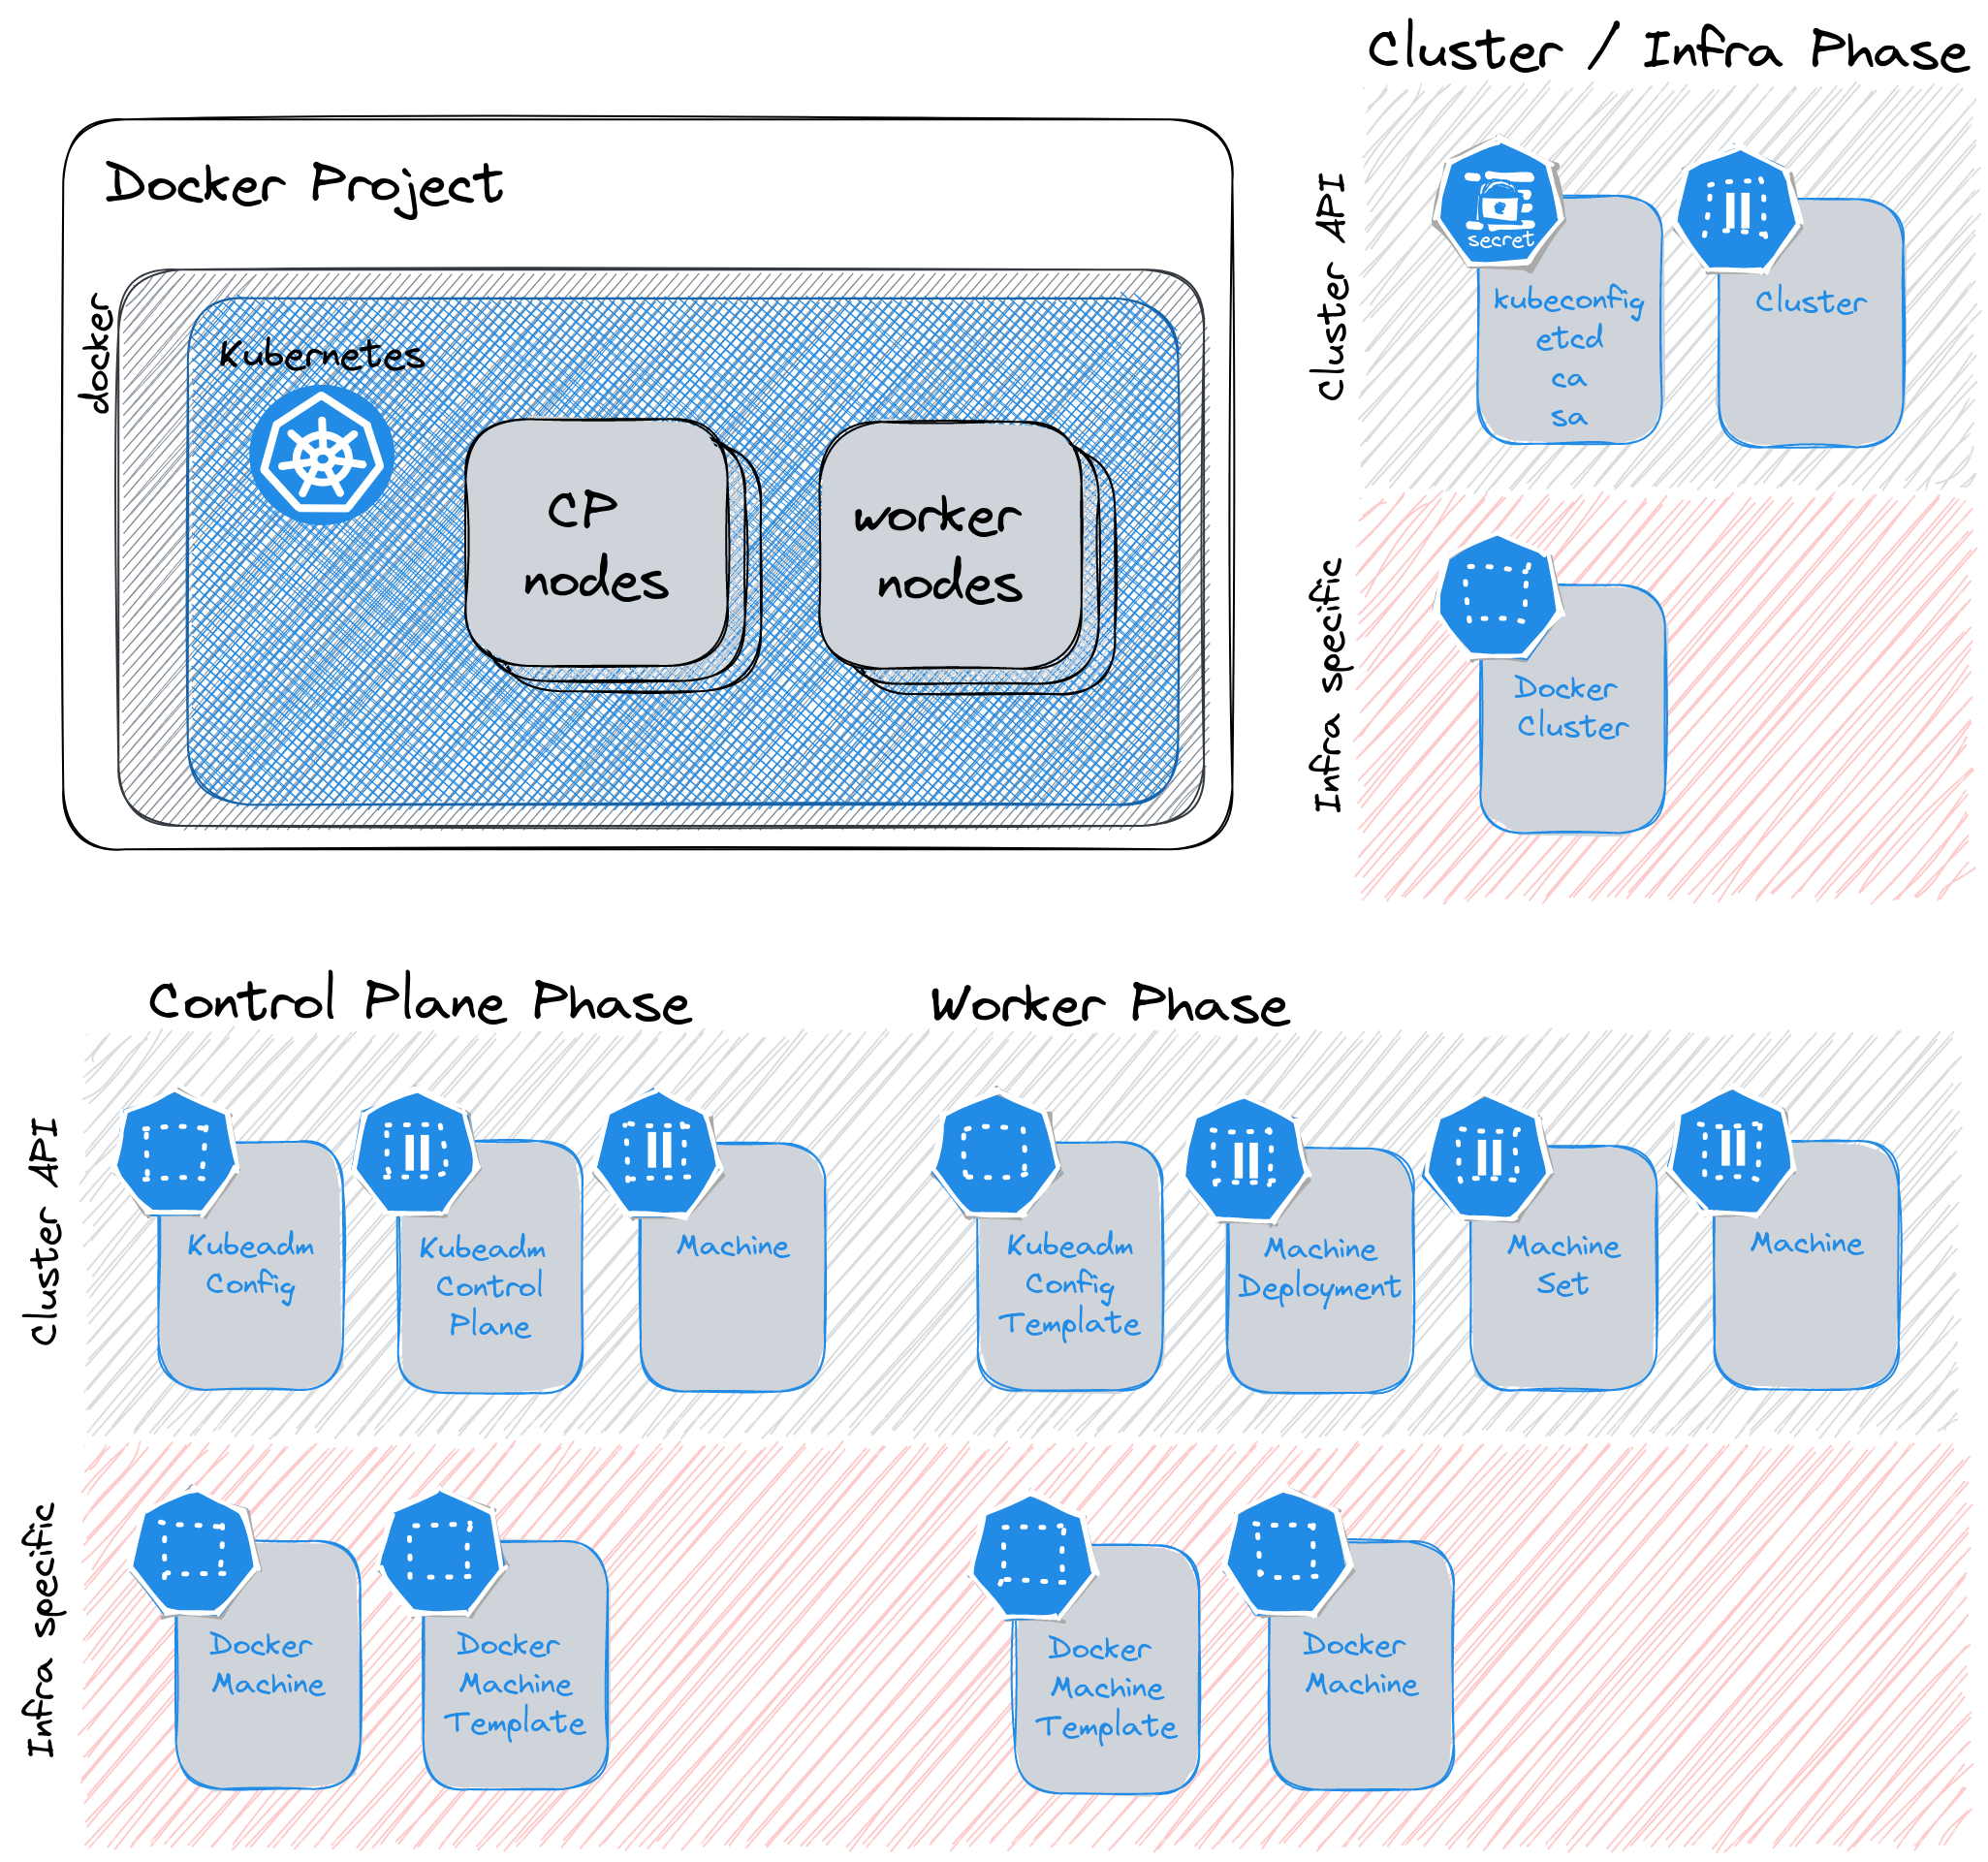 Docker Project
docker
Kubernetes
CP
nodes
worker
nodes
Cluster / Infra Phase
Cluster API
secret
kubeconfig
etcd
ca
sa
Cluster
Infra specific
Docker
Cluster
Control Plane Phase
Worker Phase
Cluster API
Kubeadm
Config
Kubeadm
Control
Plane
Machine
Kubeadm
Config
Template
Machine
Deployment
Machine
Set
Machine
Infra specific
Docker
Machine
Docker
Machine
Template
Docker
Machine
Template
Docker
Machine